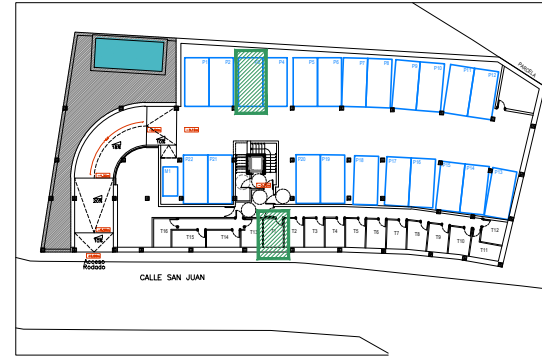 PARCELA
P1
P2
P3
P4
P5
P6
P7
P8
P9
P10
P11
P12
M1
P22
P21
P20
P19
P18
P17
P16
P15
P14
P13
T16
T15
T14
T13
T2
T3
T4
T5
T6
T7
T8
T9
T10
T11
T12
Acceso
Rodado
CALLE SAN JUAN